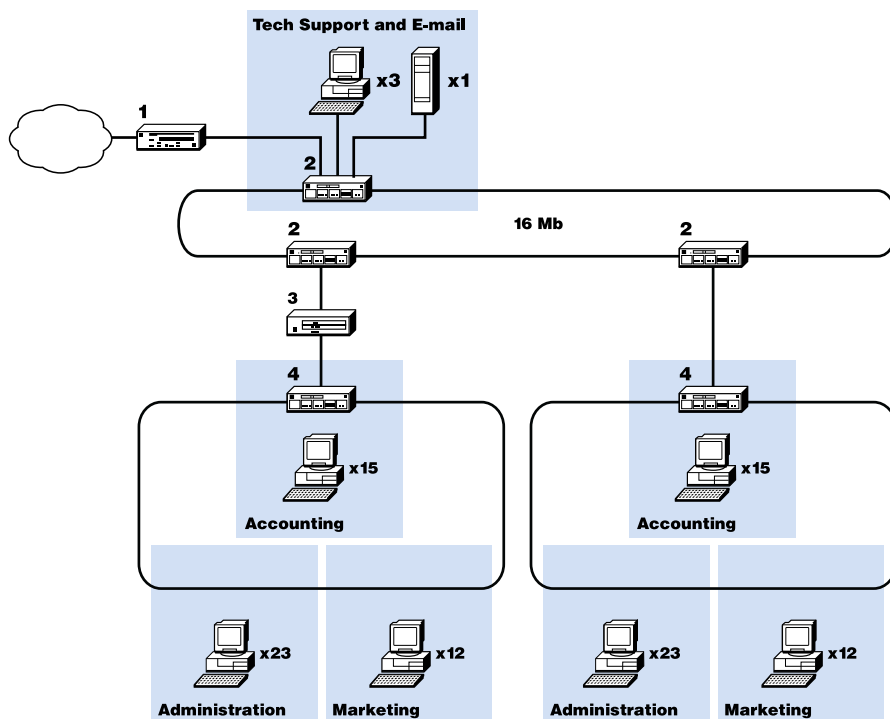 Tech Support and E-mail
x3
x1
1
2
16 Mb
2
2
3
4
4
x15
x15
Accounting
Accounting
x23
x12
x23
x12
Administration
Marketing
Administration
Marketing